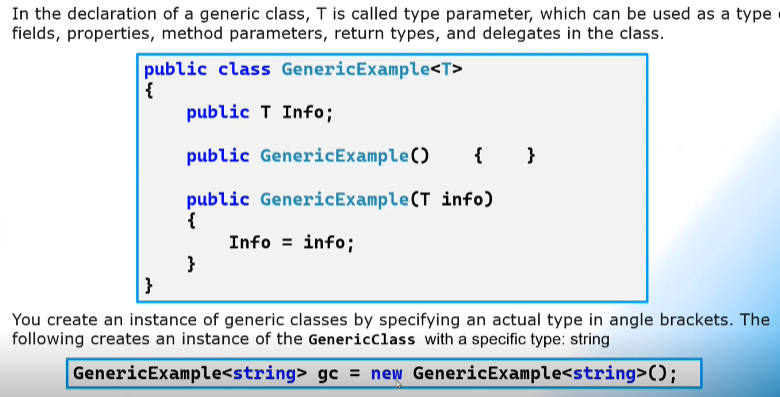 In the declaration of a generic class, T is called type parameter, which can be used as a type
fields, properties, method parameters, return types, and delegates in the class.
public class GenericExample<T>
{
public T Info;
public GenericExample() { }
public GenericExample(T info)
{
Info = info;
}
}
You create an instance of generic classes by specifying an actual type in angle brackets. The
following creates an instance of the GenericClass with a specific type: string
GenericExample<string> gc = new GenericExample<string>();